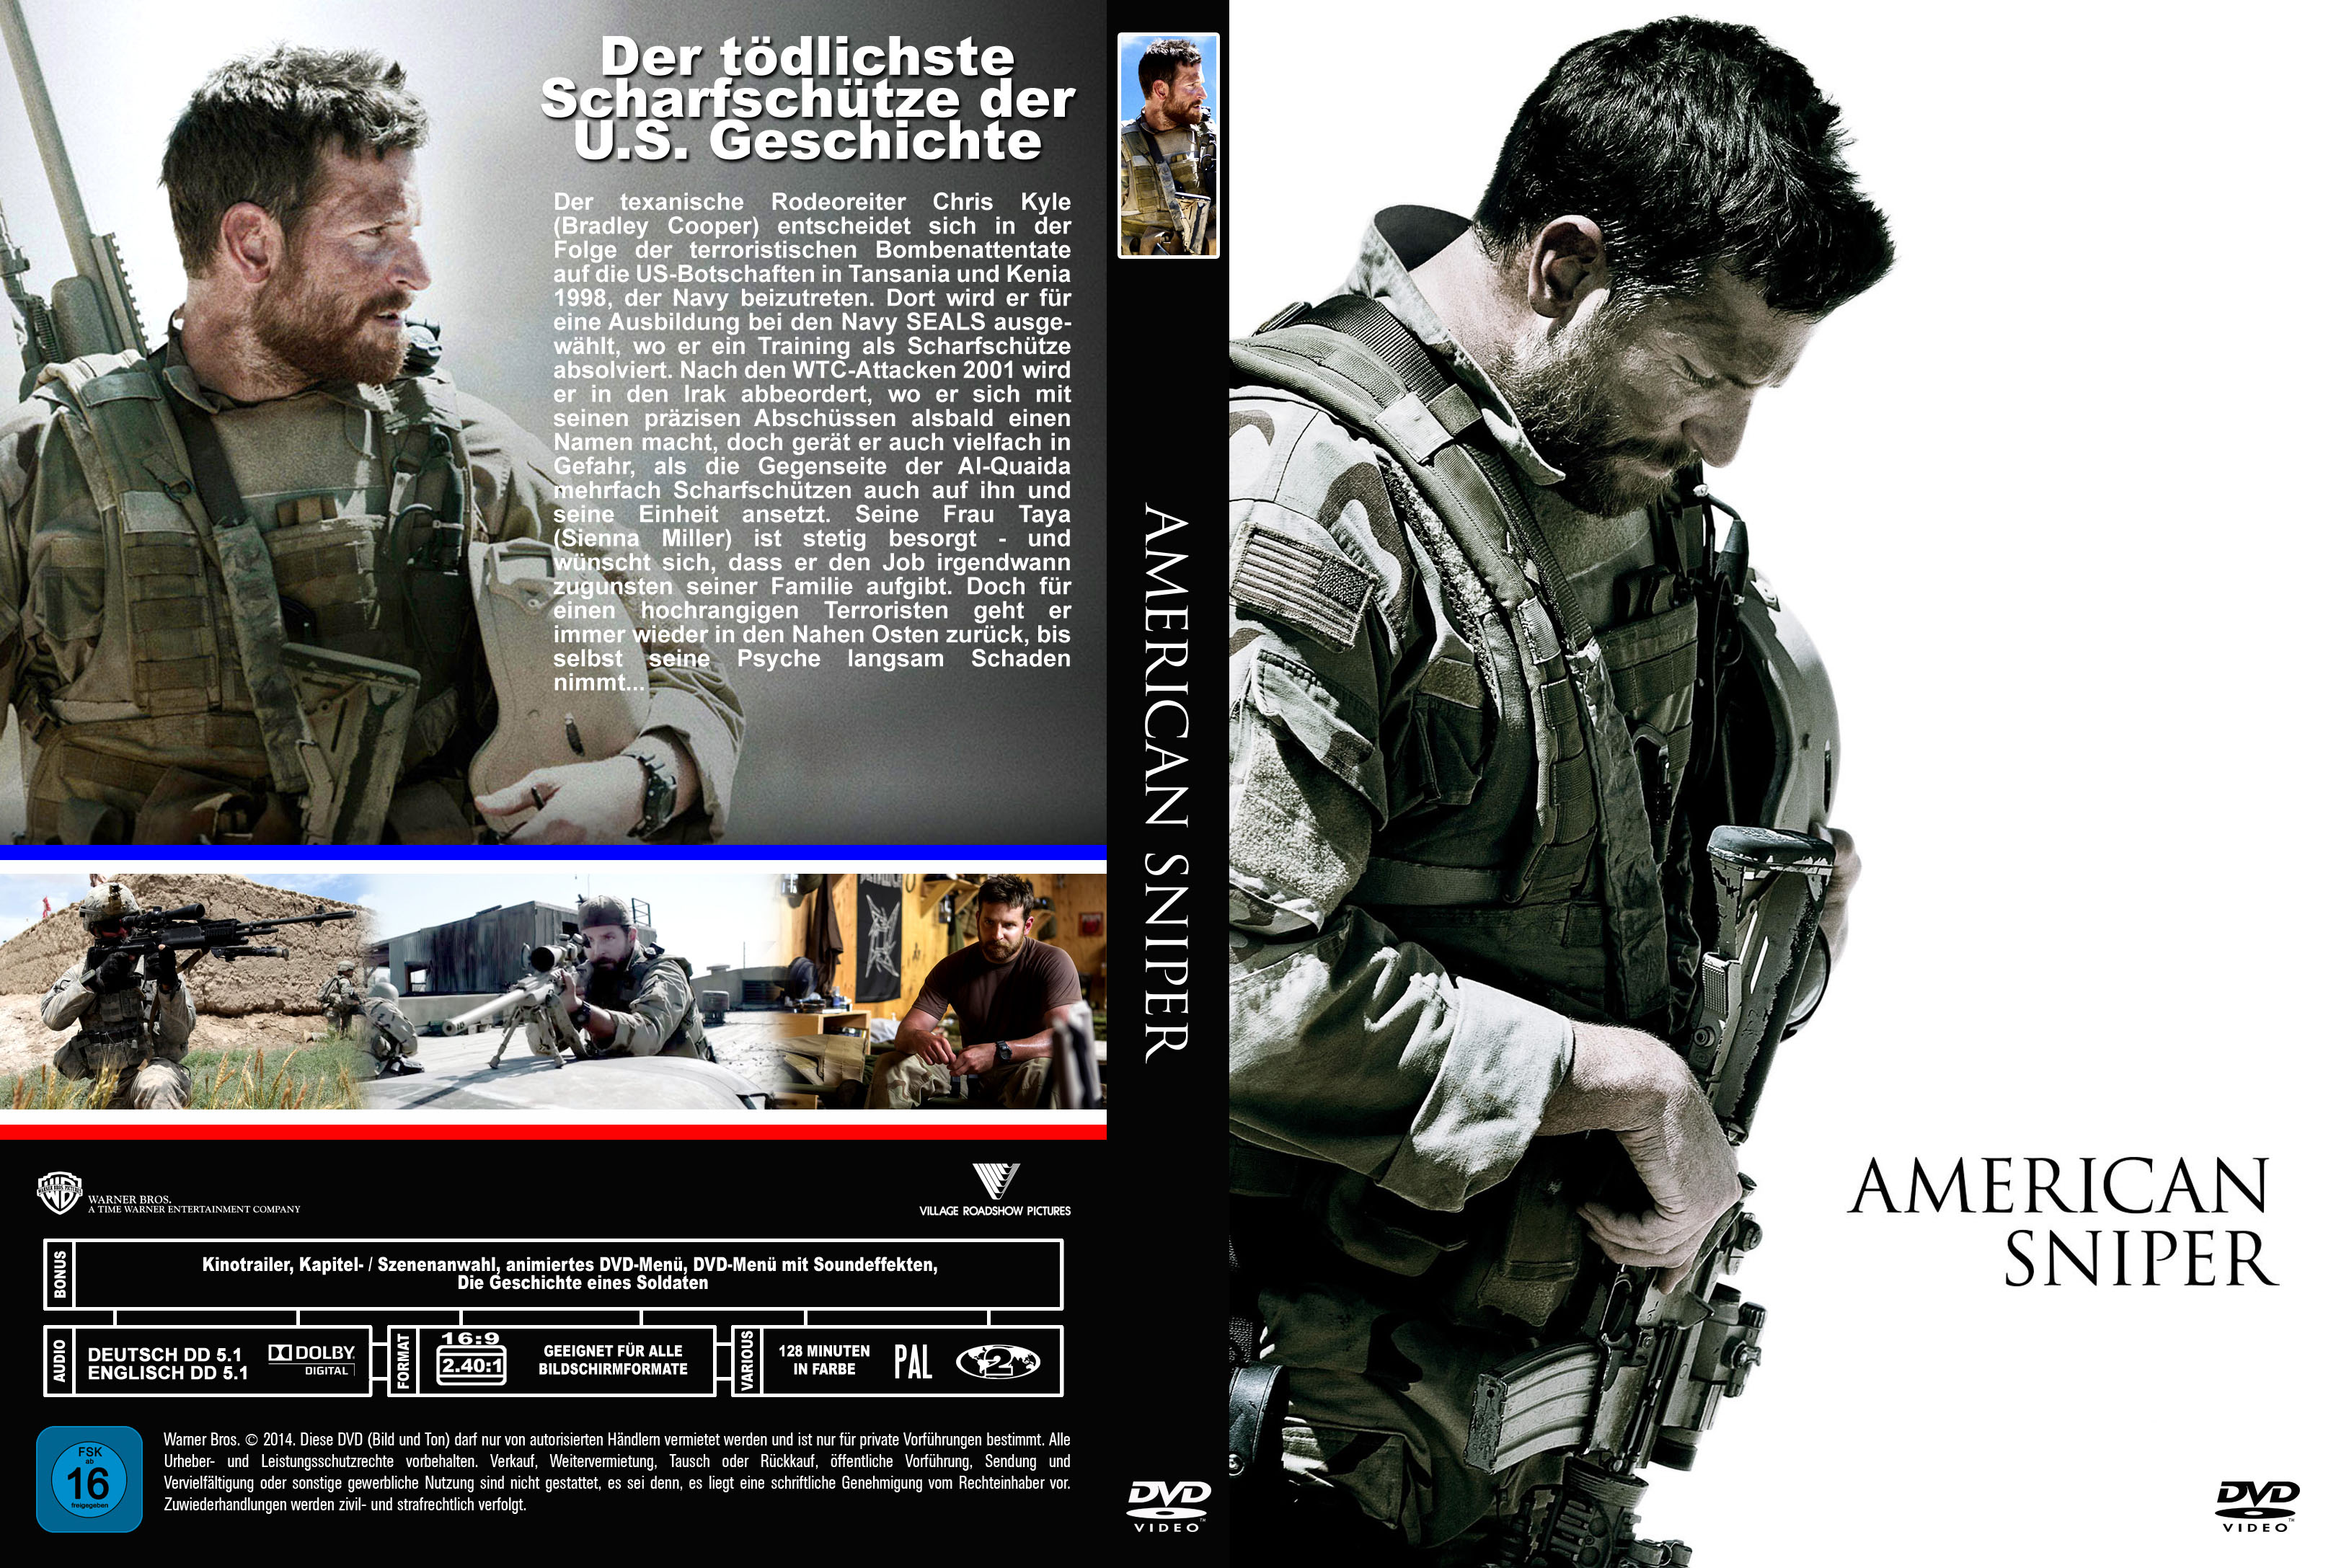 Der tödlichste
Scharfschütze der
U.S. Geschichte
Der texanische Rodeoreiter Chris Kyle
(Bradley Cooper) entscheidet sich in der
Folge der terroristischen Bombenattentate
auf die US-Botschaften in Tansania und Kenia
1998, der Navy beizutreten. Dort wird er für
eine Ausbildung bei den Navy SEALS ausge-
wählt, wo er ein Training als Scharfschütze
absolviert. Nach den WTC-Attacken 2001 wird
er in den Irak abbeordert, wo er sich mit
seinen präzisen Abschüssen alsbald einen
Namen macht, doch gerät er auch vielfach in
Gefahr, als die Gegenseite der Al-Quaida
mehrfach Scharfschützen auch auf ihn und
seine Einheit ansetzt. Seine Frau Taya
(Sienna Miller) ist stetig besorgt - und
wünscht sich, dass er den Job irgendwann
zugunsten seiner Familie aufgibt. Doch für
einen hochrangigen Terroristen geht er
immer wieder in den Nahen Osten zurück, bis
selbst seine Psyche langsam Schaden
nimmt...
WARNER BROS.
A TIME WARNER ENTERTAINMENT COMPANY
VILLAGE ROADSHOW PICTURES
BONUS
Kinotrailer, Kapitel- / Szenenanwahl, animiertes DVD-Menü, DVD-Menü mit Soundeffekten,
Die Geschichte eines Soldaten
AUDIO
DEUTSCH DD 5.1
ENGLISCH DD 5.1
DOLBY
DIGITAL
FORMAT
16:9
2.40:1
GEEIGNET FÜR ALLE
BILDSCHIRMFORMATE
VARIOUS
128 MINUTEN
IN FARBE
PAL
2
FSK
ab
16
freigegeben
Warner Bros. © 2014. Diese DVD (Bild und Ton) darf nur von autorisierten Händlern vermietet werden und ist nur für private Vorführungen bestimmt. Alle
Urheber- und Leistungsschutzrechte vorbehalten. Verkauf, Weitervermietung, Tausch oder Rückkauf, öffentliche Vorführung, Sendung und
Vervielfältigung oder sonstige gewerbliche Nutzung sind nicht gestattet, es sei denn, es liegt eine schriftliche Genehmigung vom Rechteinhaber vor.
Zuwiederhandlungen werden zivil- und strafrechtlich verfolgt.
AMERICAN SNIPER
DVD
VIDEO™
AMERICAN
SNIPER
DVD
VIDEO™